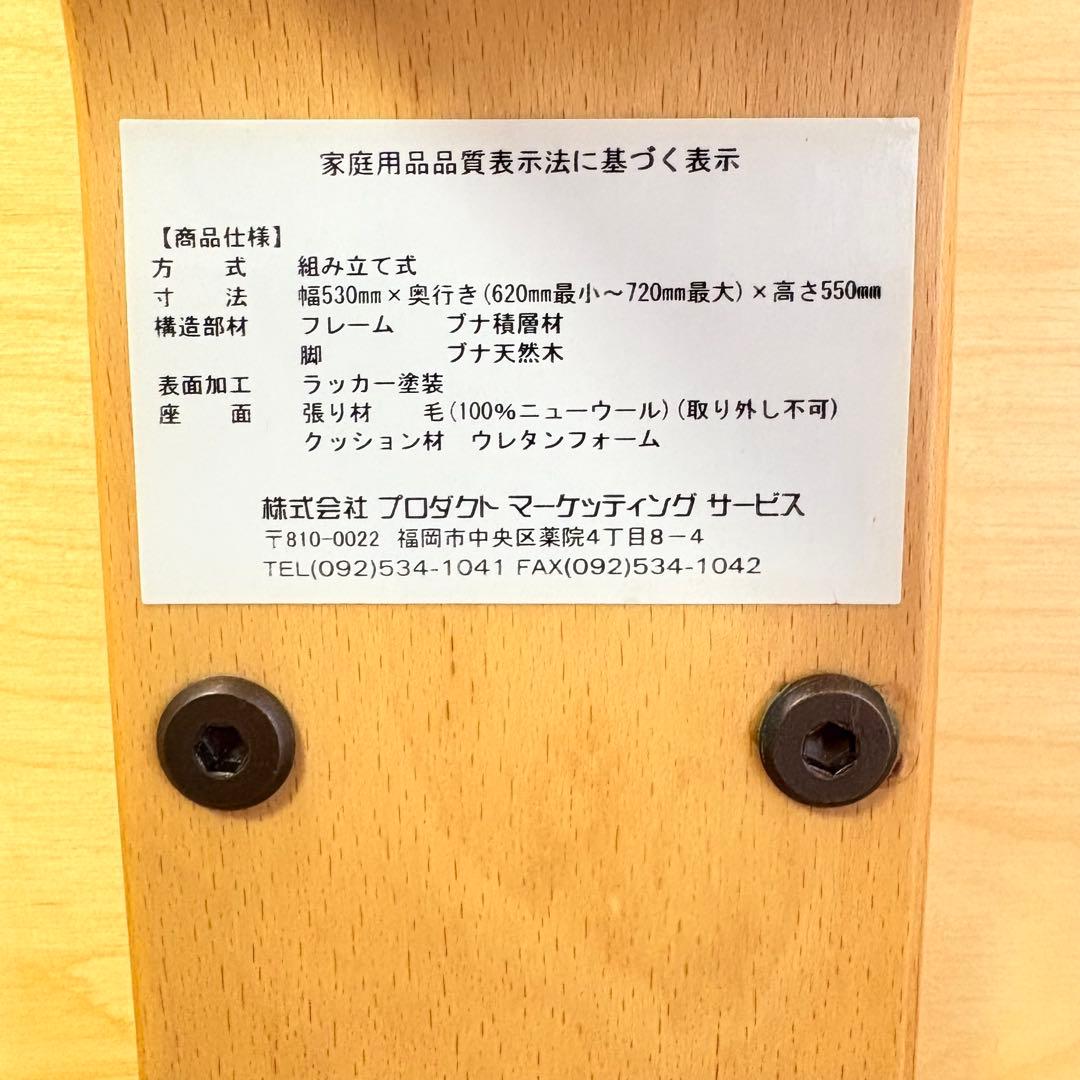 家庭用品品質表示法に基づく表示
【商品仕様】
方　式　組み立て式
寸　法　幅530mm×奥行き(620mm最小～720mm最大)×高さ550mm
構造部材　フレーム　ブナ積層材
脚　ブナ天然木
表面加工　ラッカー塗装
座　面　張り材　毛(100%ニューウール)(取り外し不可)
クッション材　ウレタンフォーム
株式会社 プロダクト マーケッティング サービス
〒810-0022 福岡市中央区薬院4丁目8－4
TEL(092)534-1041 FAX(092)534-1042